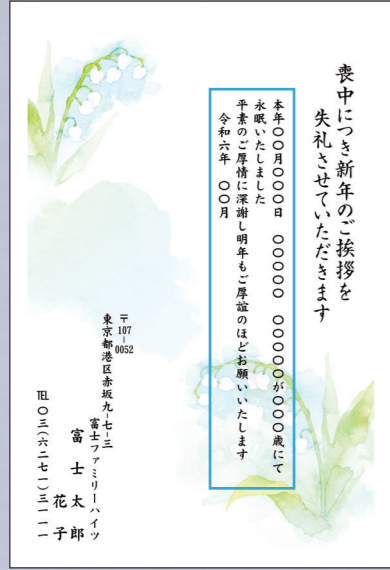 喪中につき新年のご挨拶を
失礼させていただきます
本年〇〇月〇〇〇日　〇〇〇〇〇　〇〇〇〇〇が〇〇〇歳にて
永眠いたしました
平素のご厚情に深謝し明年もご厚誼のほどお願いいたします
令和六年　〇〇月
〒107-0052
東京都港区赤坂九-七-三
富士ファミリーハイツ
富士太郎
花子
TEL 〇三(六二七一)三一一一